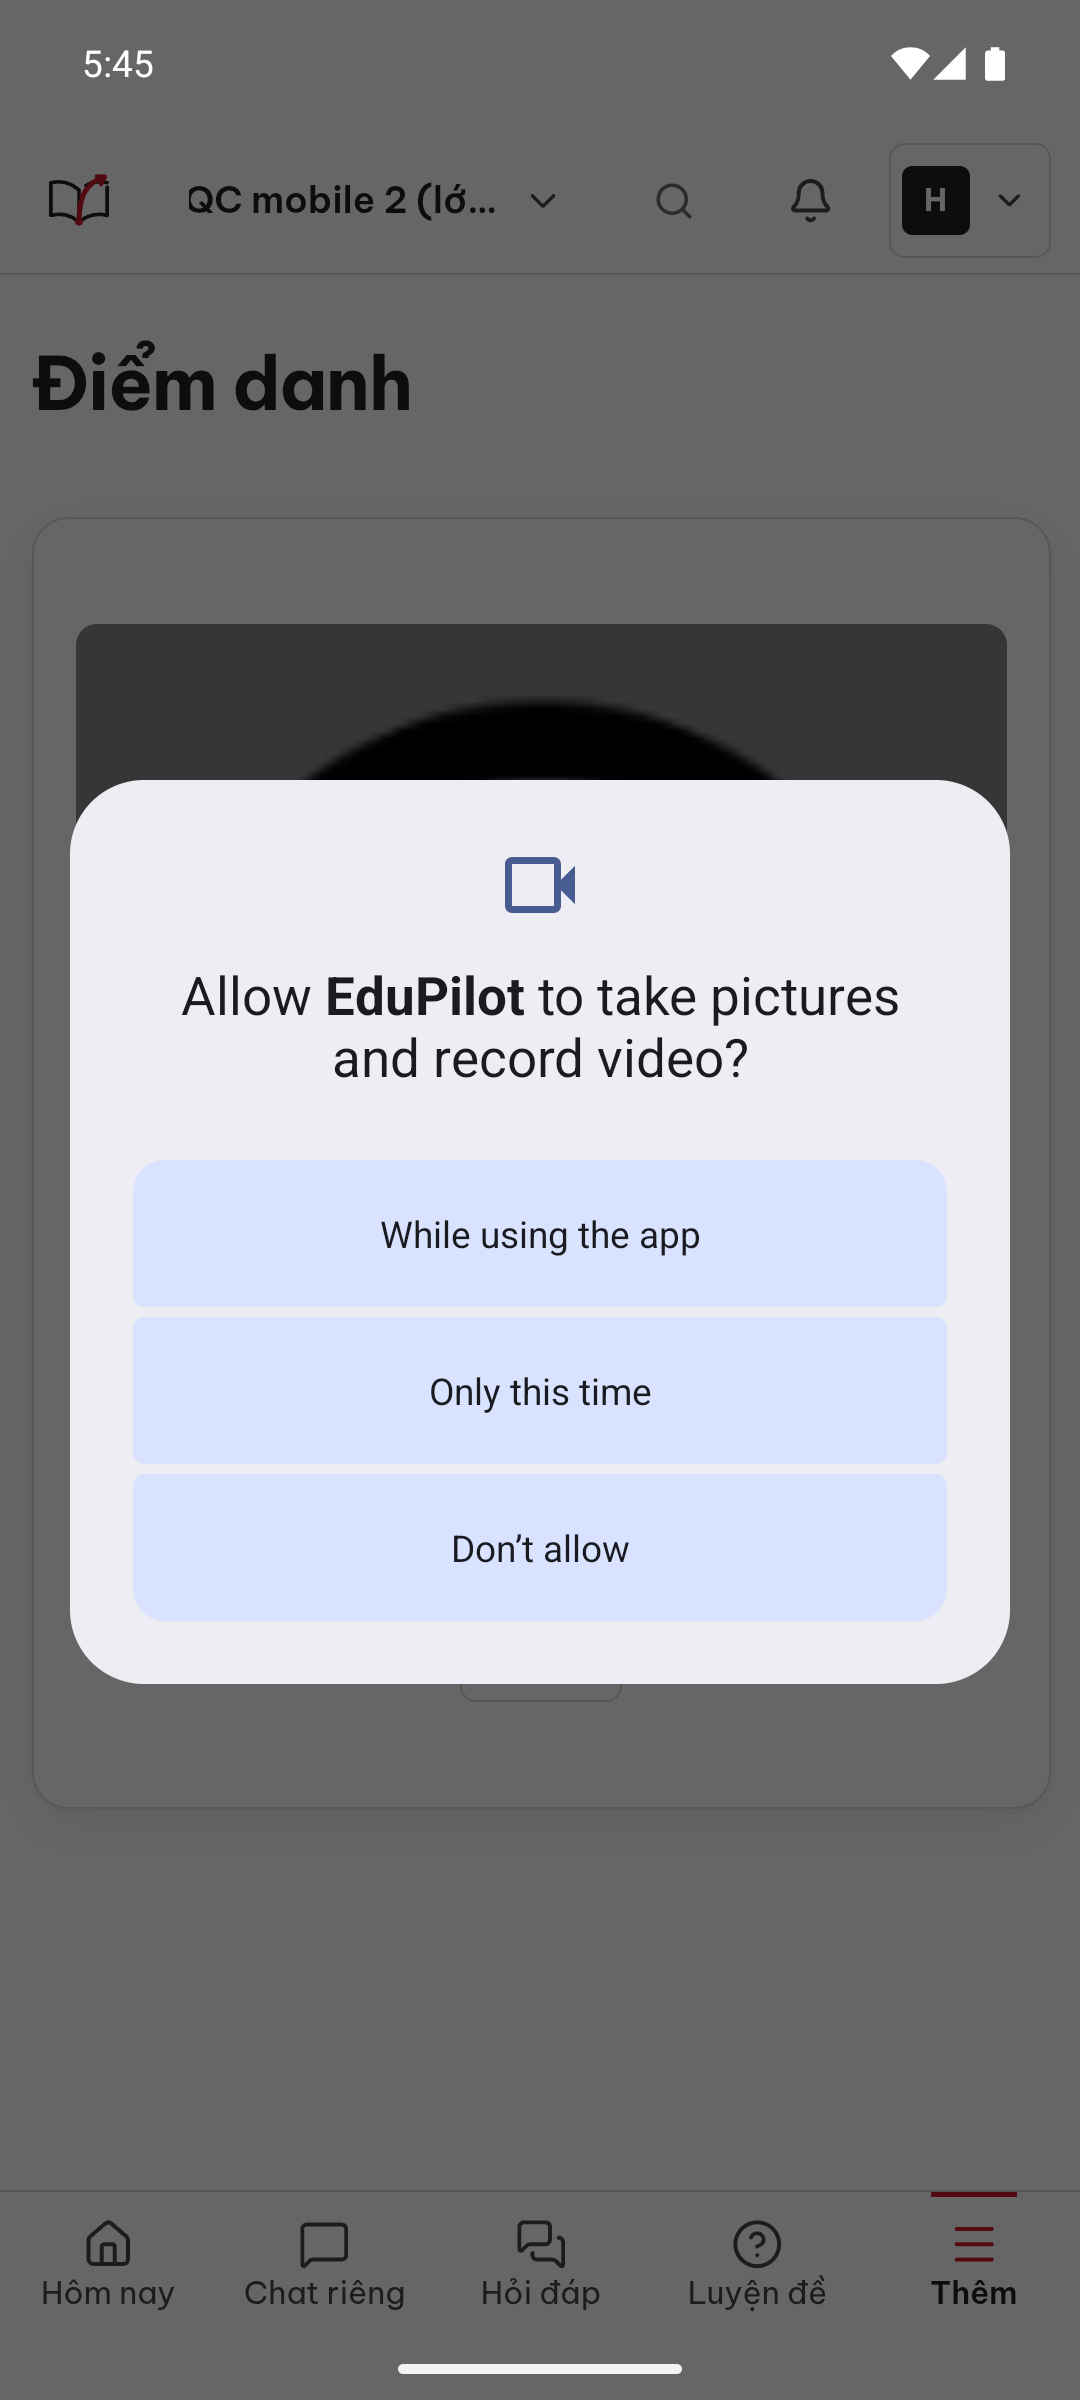 5:45
QC mobile 2 (lớ...
H
Điểm danh
Allow EduPilot to take pictures
and record video?
While using the app
Only this time
Don't allow
Hôm nay
Chat riêng
Hỏi đáp
Luyện đề
Thêm